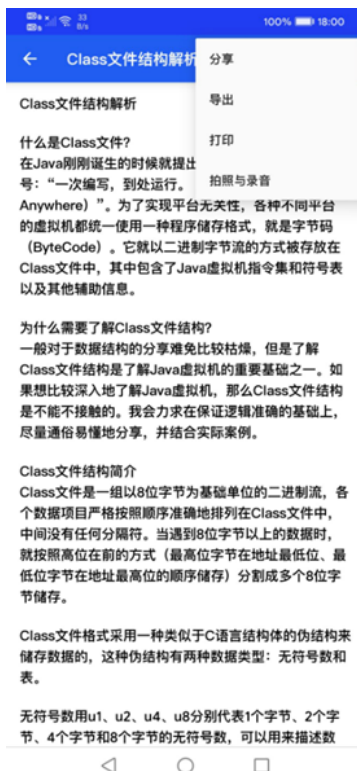 33
B/s
100%
18:00
Class文件结构解析
分享
导出
打印
拍照与录音
Class文件结构解析
什么是Class文件?
在Java刚刚诞生的时候就提出
号：“一次编写，到处运行。
Anywhere）”。为了实现平台无关性，各种不同平台
的虚拟机都统一使用一种程序储存格式，就是字节码
（ByteCode）。它就以二进制字节流的方式被存放在
Class文件中，其中包含了Java虚拟机指令集和符号表
以及其他辅助信息。
为什么需要了解Class文件结构?
一般对于数据结构的分享难免比较枯燥，但是了解
Class文件结构是了解Java虚拟机的重要基础之一。如
果想比较深入地了解Java虚拟机，那么Class文件结构
是不能不接触的。我会力求在保证逻辑准确的基础上，
尽量通俗易懂地分享，并结合实际案例。
Class文件结构简介
Class文件是一组以8位字节为基础单位的二进制流，各
个数据项目严格按照顺序准确地排列在Class文件中，
中间没有任何分隔符。当遇到8位字节以上的数据时，
就按照高位在前的方式（最高位字节在地址最低位、最
低位字节在地址最高位的顺序储存）分割成多个8位字
节储存。
Class文件格式采用一种类似于C语言结构体的伪结构来
储存数据的，这种伪结构有两种数据类型：无符号数和
表。
无符号数用u1、u2、u4、u8分别代表1个字节、2个字
节、4个字节和8个字节的无符号数，可以用来描述数